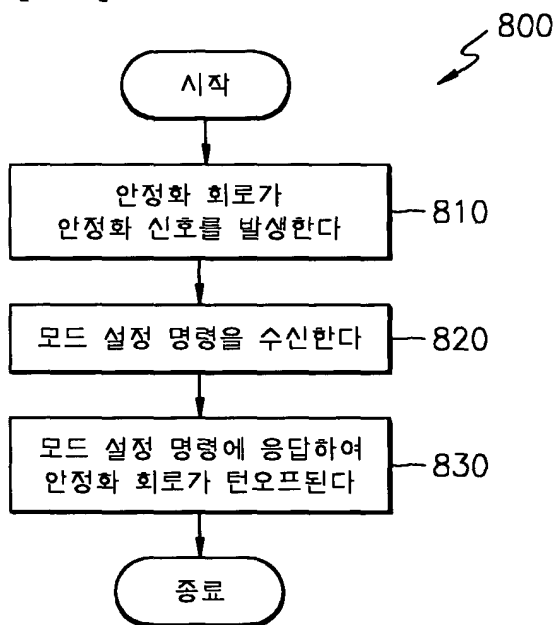 800
시작
안정화 회로가
안정화 신호를 발생한다
810
모드 설정 명령을 수신한다
820
모드 설정 명령에 응답하여
안정화 회로가 턴오프된다
830
종료